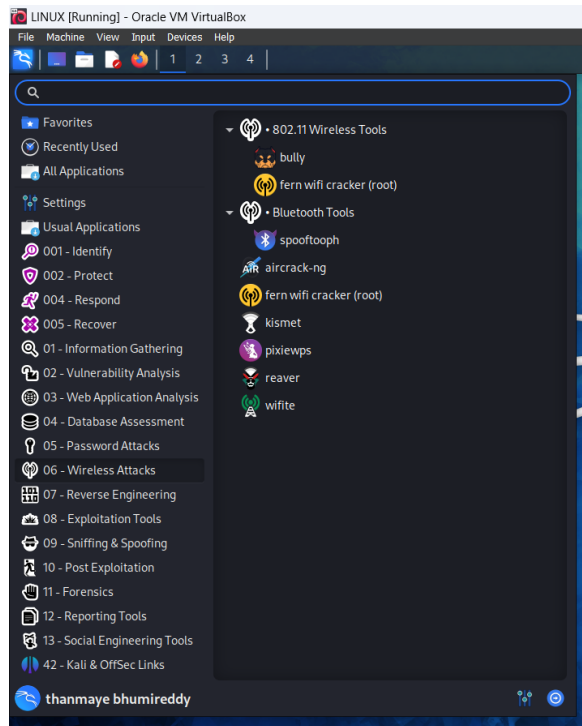 LINUX [Running] - Oracle VM VirtualBox
File Machine View Input Devices Help
1 2 3 4
Favorites
Recently Used
All Applications
Settings
Usual Applications
001 - Identify
002 - Protect
004 - Respond
005 - Recover
01 - Information Gathering
02 - Vulnerability Analysis
03 - Web Application Analysis
04 - Database Assessment
05 - Password Attacks
06 - Wireless Attacks
07 - Reverse Engineering
08 - Exploitation Tools
09 - Sniffing & Spoofing
10 - Post Exploitation
11 - Forensics
12 - Reporting Tools
13 - Social Engineering Tools
42 - Kali & OffSec Links
• 802.11 Wireless Tools
bully
fern wifi cracker (root)
• Bluetooth Tools
spooftooph
AIR aircrack-ng
fern wifi cracker (root)
kismet
pixiewps
reaver
wifite
thanmaye bhumireddy